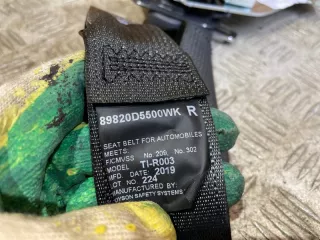 89820D5500WK R
SEAT BELT FOR AUTOMOBILES
MEETS:
F/CMVSS No. 209, No. 302
MODEL TI-R003
MFD. DATE 2019
LOT NO 224
MANUFACTURED BY
SAFETY SYSTEMS